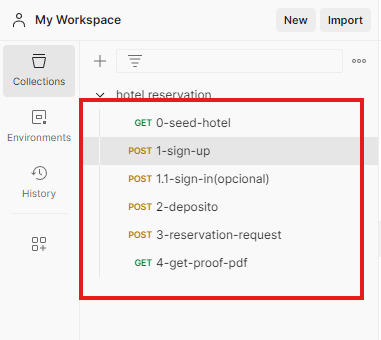 My Workspace
New
Import
Collections
Environments
History
hotel reservation
GET 0-seed-hotel
POST 1-sign-up
POST 1.1-sign-in(opcional)
POST 2-deposito
POST 3-reservation-request
GET 4-get-proof-pdf